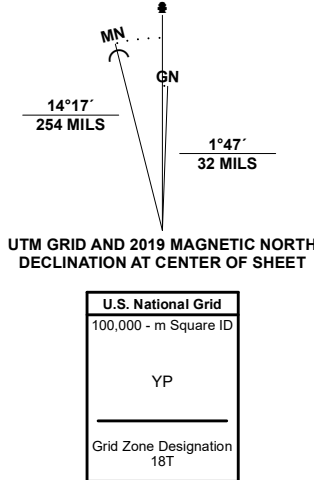 MN
GN
14°17´
254 MILS
1°47´
32 MILS
UTM GRID AND 2019 MAGNETIC NORTH
DECLINATION AT CENTER OF SHEET
U.S. National Grid
100,000 - m Square ID
YP
Grid Zone Designation
18T